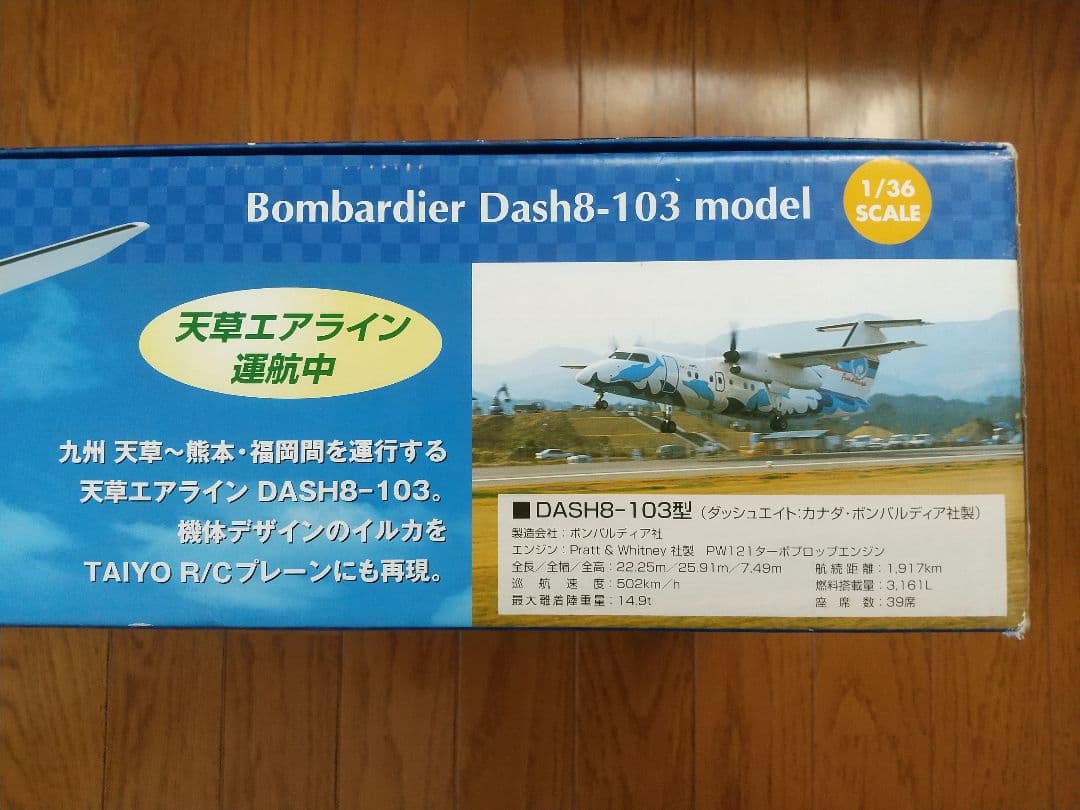 Bombardier Dash8-103 model
1/36
SCALE
天草エアライン
運航中
九州 天草～熊本・福岡間を運行する
天草エアライン DASH8-103。
機体デザインのイルカを
TAIYO R/Cプレーンにも再現。
■DASH8-103型（ダッシュエイト：カナダ・ボンバルディア社製）
製造会社：ボンバルディア社
エンジン：Pratt & Whitney 社製 PW121ターボプロップエンジン
全長／全幅／全高：22.25m／25.91m／7.49m 航続距離：1,917km
巡航速度：502km／h 燃料搭載量：3,161L
最大離着陸重量：14.9t 座席数：39席